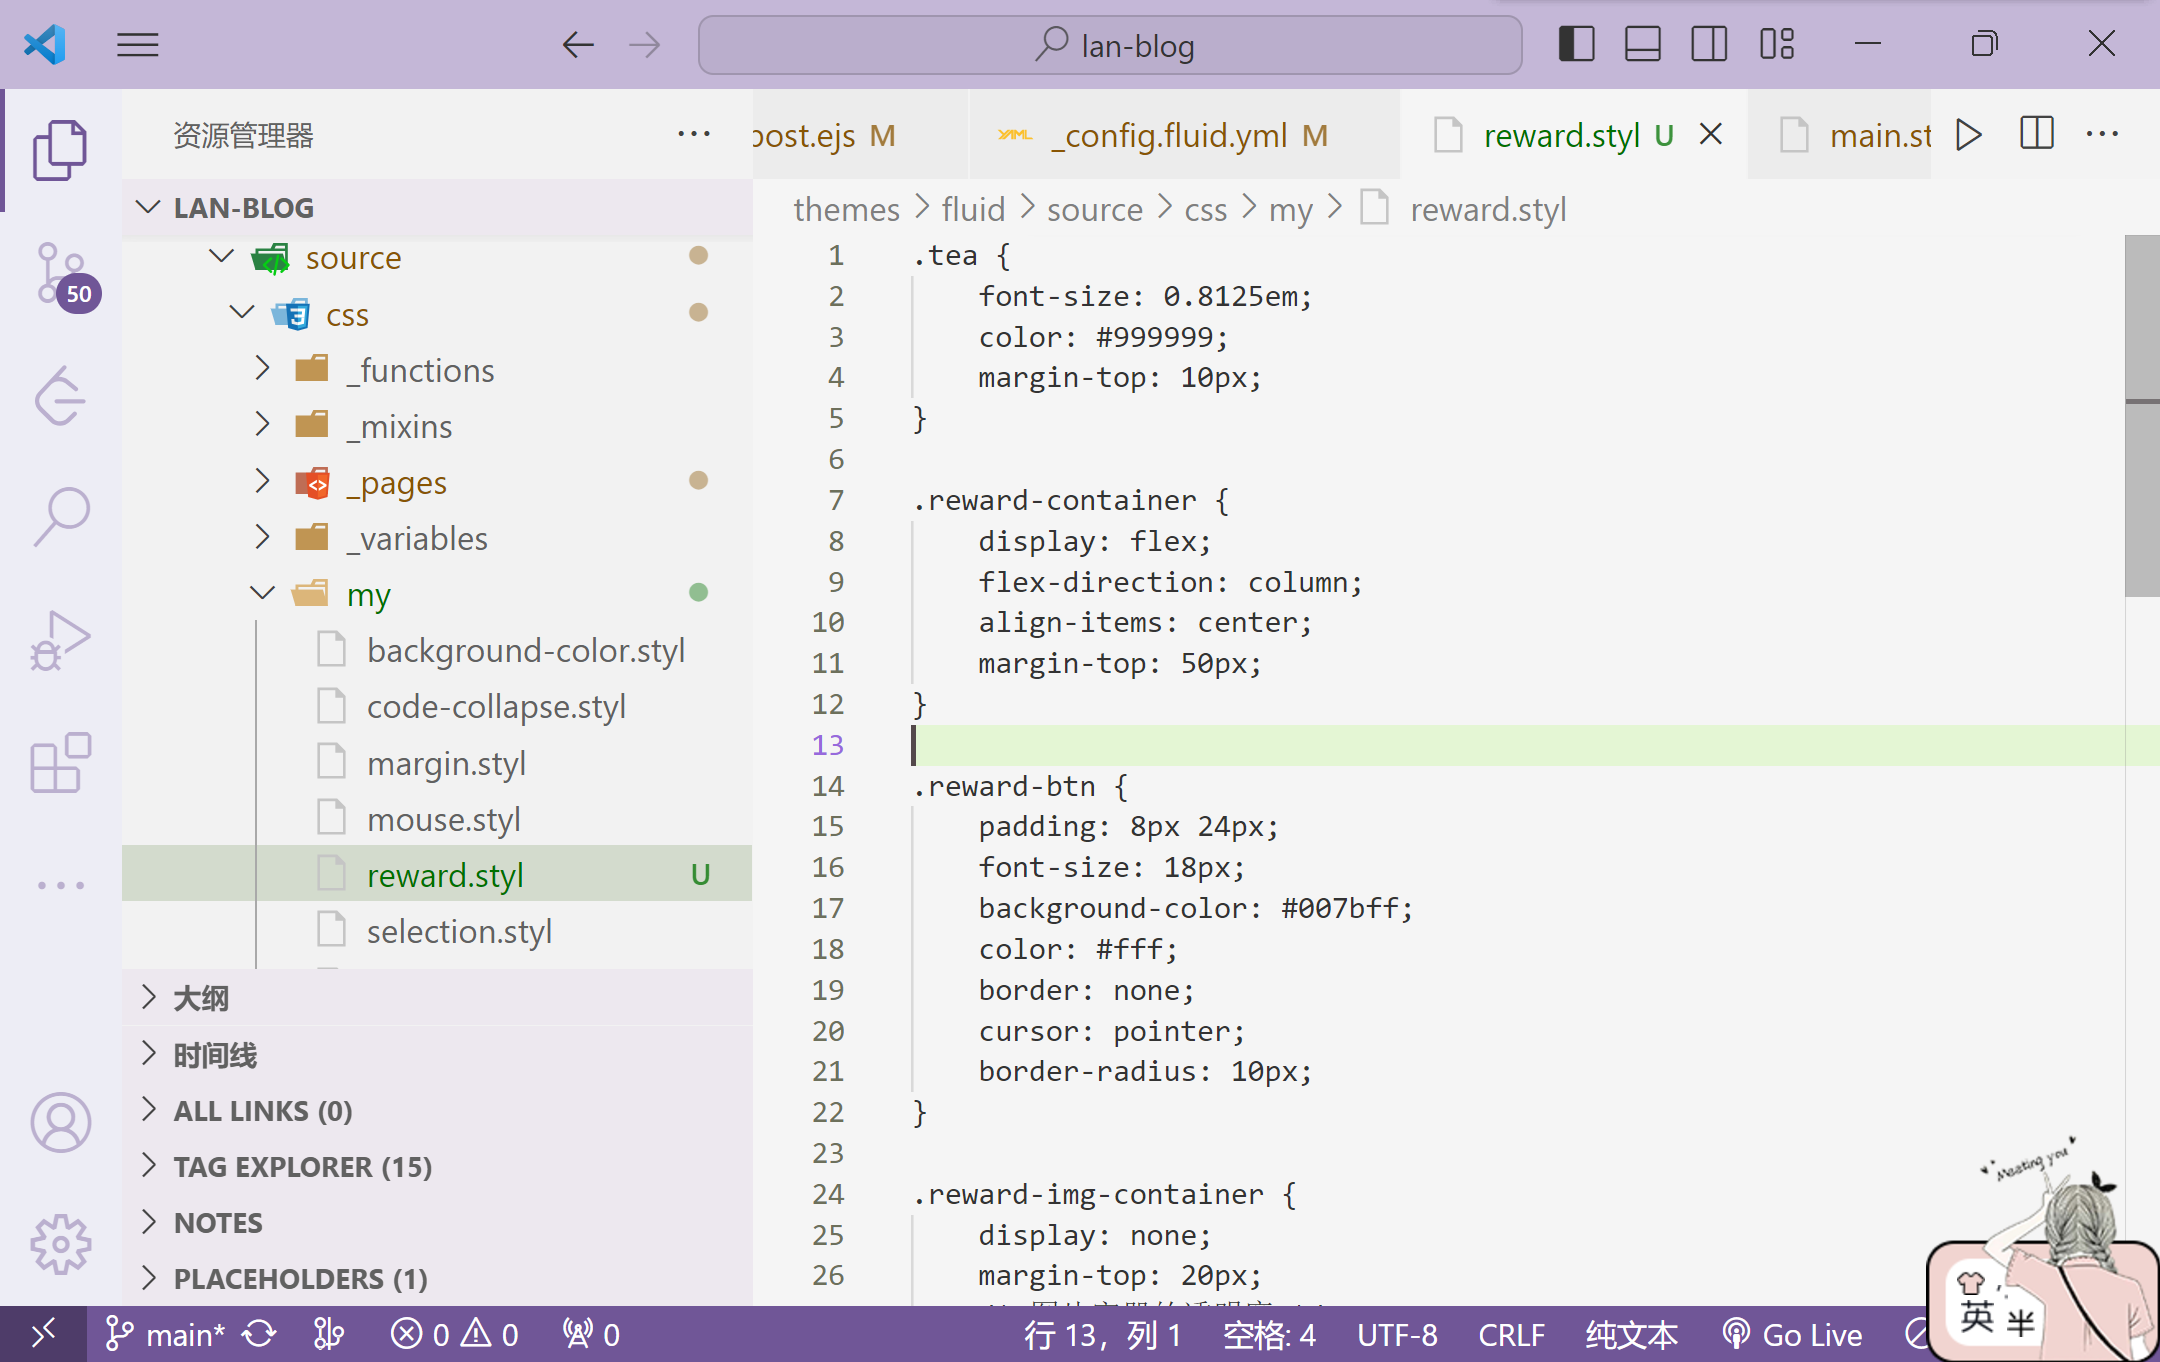 lan-blog
资源管理器
post.ejs M
_config.fluid.yml M
reward.styl U
main.st
LAN-BLOG
themes > fluid > source > css > my > reward.styl
source
css
_functions
_mixins
_pages
_variables
my
background-color.styl
code-collapse.styl
margin.styl
mouse.styl
reward.styl U
selection.styl
大纲
时间线
ALL LINKS (0)
TAG EXPLORER (15)
NOTES
PLACEHOLDERS (1)
50
1 .tea {
2 font-size: 0.8125em;
3 color: #999999;
4 margin-top: 10px;
5 }
6
7 .reward-container {
8 display: flex;
9 flex-direction: column;
10 align-items: center;
11 margin-top: 50px;
12 }
13
14 .reward-btn {
15 padding: 8px 24px;
16 font-size: 18px;
17 background-color: #007bff;
18 color: #fff;
19 border: none;
20 cursor: pointer;
21 border-radius: 10px;
22 }
23
24 .reward-img-container {
25 display: none;
26 margin-top: 20px;
Meeting you
英 半
main* 0 0 0
行 13，列 1 空格: 4 UTF-8 CRLF 纯文本 Go Live